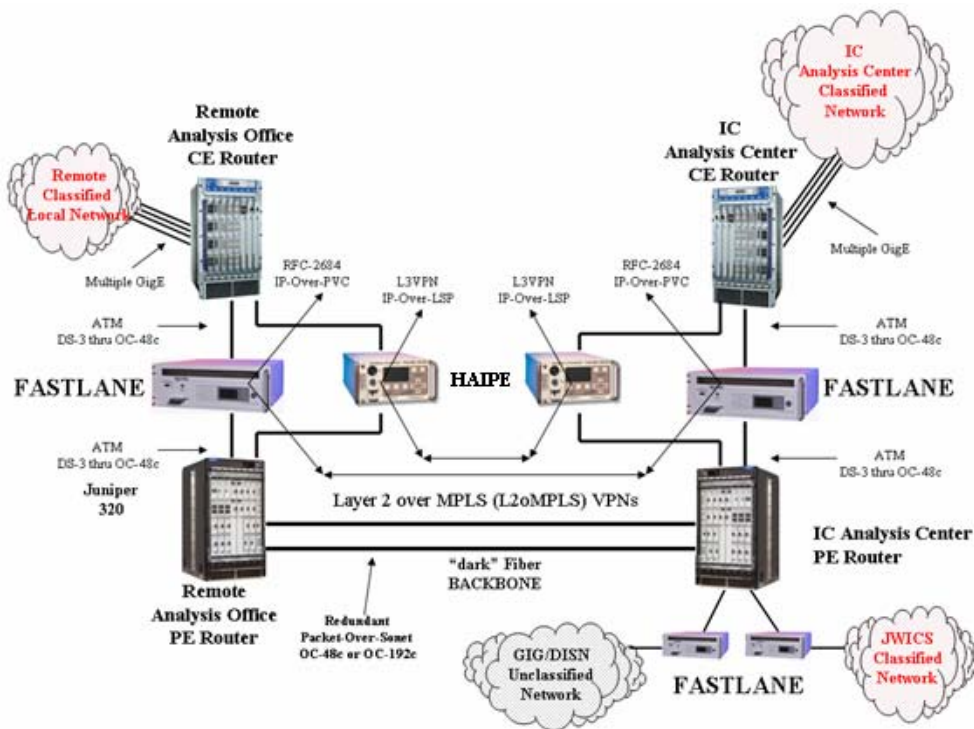 IC
Analysis Center
Classified
Network
Remote
Analysis Office
CE Router
IC
Analysis Center
CE Router
Remote
Classified
Local Network
Multiple GigE
RFC-2684
IP-Over-PVC
L3VPN
IP-Over-LSP
L3VPN
IP-Over-LSP
RFC-2684
IP-Over-PVC
Multiple GigE
ATM
DS-3 thru OC-48c
ATM
DS-3 thru OC-48c
FASTLANE
HAIPE
FASTLANE
ATM
DS-3 thru OC-48c
ATM
DS-3 thru OC-48c
Juniper
320
Layer 2 over MPLS (L2oMPLS) VPNs
IC Analysis Center
PE Router
"dark" Fiber
BACKBONE
Remote
Analysis Office
PE Router
Redundant
Packet-Over-Sonet
OC-48c or OC-192c
GIG/DISN
Unclassified
Network
FASTLANE
JWICS
Classified
Network